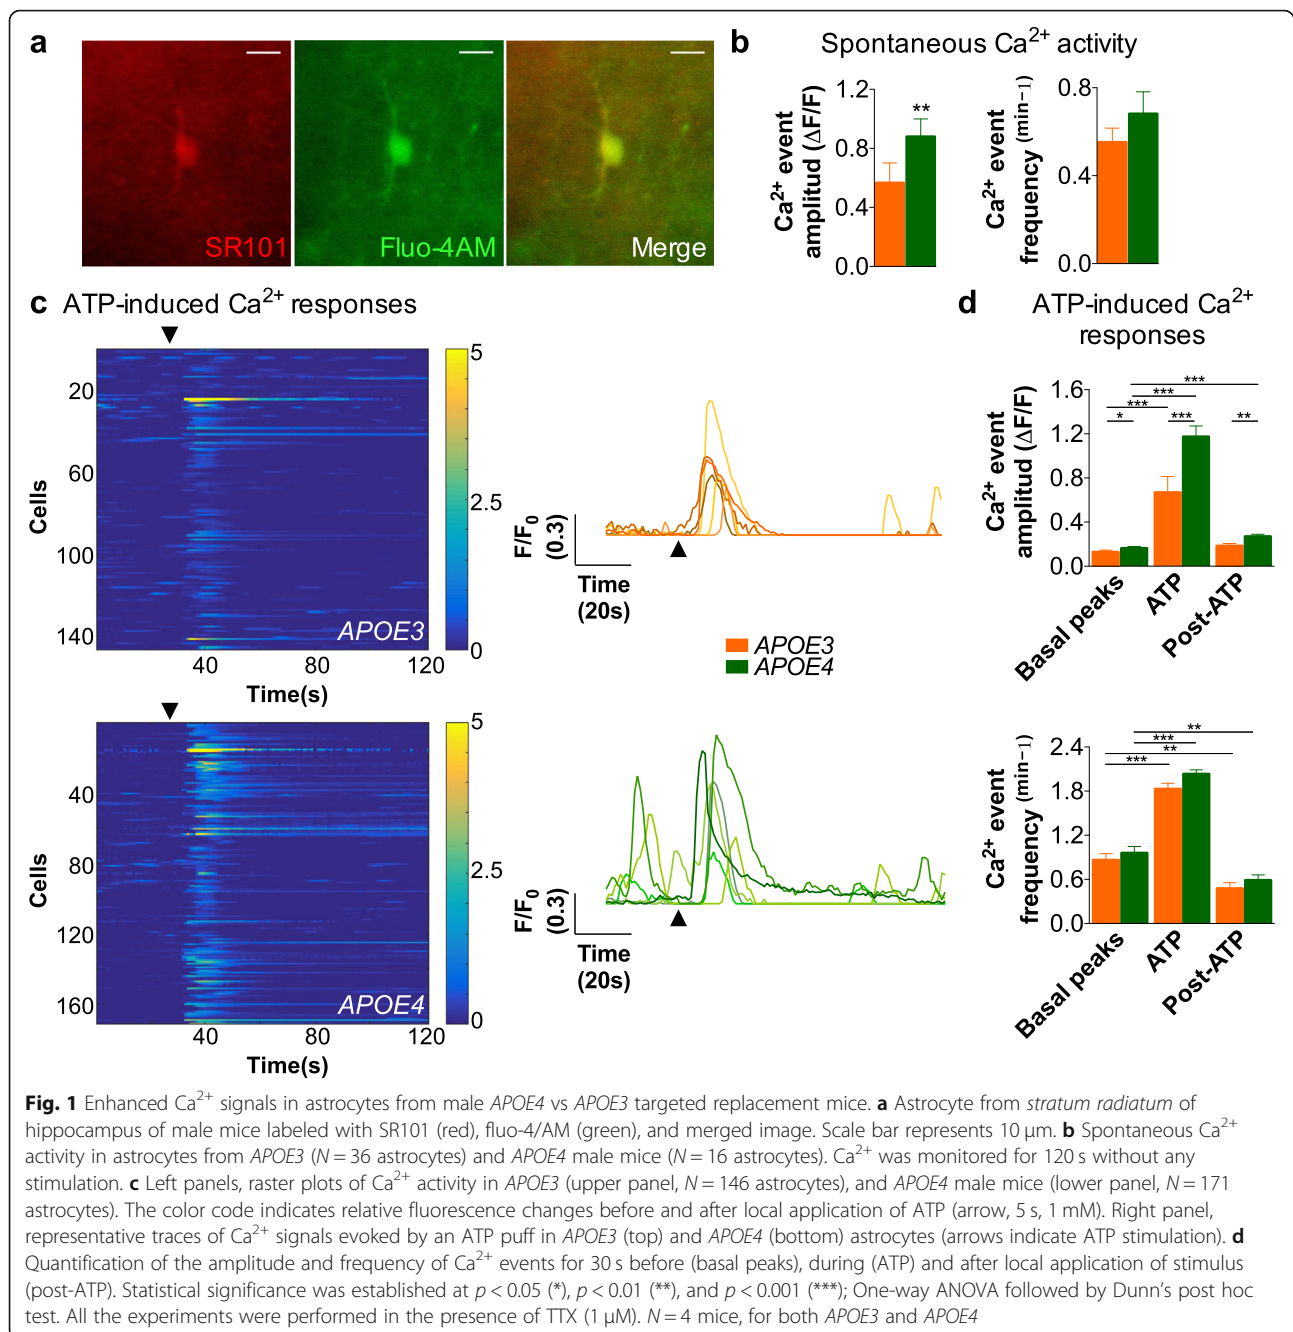 a
SR101
Fluo-4AM
Merge
b
Spontaneous Ca2+ activity
Ca2+ event
amplitud (ΔF/F)
1.2
0.8
0.4
0.0
**
Ca2+ event
frequency (min−1)
0.8
0.4
0.0
c
ATP-induced Ca2+ responses
Cells
20
60
100
140
APOE3
40
80
120
Time(s)
5
2.5
0
F/F0
(0.3)
Time
(20s)
APOE3
APOE4
Cells
40
80
120
160
APOE4
40
80
120
Time(s)
5
2.5
0
F/F0
(0.3)
Time
(20s)
d
ATP-induced Ca2+
responses
Ca2+ event
amplitud (ΔF/F)
1.6
1.2
0.8
0.4
0.0
***
***
***
*
***
**
Basal peaks
ATP
Post-ATP
Ca2+ event
frequency (min−1)
2.4
1.8
1.2
0.6
0.0
**
***
**
***
Basal peaks
ATP
Post-ATP
Fig. 1 Enhanced Ca2+ signals in astrocytes from male APOE4 vs APOE3 targeted replacement mice. a Astrocyte from stratum radiatum of
hippocampus of male mice labeled with SR101 (red), fluo-4/AM (green), and merged image. Scale bar represents 10 μm. b Spontaneous Ca2+
activity in astrocytes from APOE3 (N = 36 astrocytes) and APOE4 male mice (N = 16 astrocytes). Ca2+ was monitored for 120 s without any
stimulation. c Left panels, raster plots of Ca2+ activity in APOE3 (upper panel, N = 146 astrocytes), and APOE4 male mice (lower panel, N = 171
astrocytes). The color code indicates relative fluorescence changes before and after local application of ATP (arrow, 5 s, 1 mM). Right panel,
representative traces of Ca2+ signals evoked by an ATP puff in APOE3 (top) and APOE4 (bottom) astrocytes (arrows indicate ATP stimulation). d
Quantification of the amplitude and frequency of Ca2+ events for 30 s before (basal peaks), during (ATP) and after local application of stimulus
(post-ATP). Statistical significance was established at p < 0.05 (*), p < 0.01 (**), and p < 0.001 (***); One-way ANOVA followed by Dunn's post hoc
test. All the experiments were performed in the presence of TTX (1 μM). N = 4 mice, for both APOE3 and APOE4